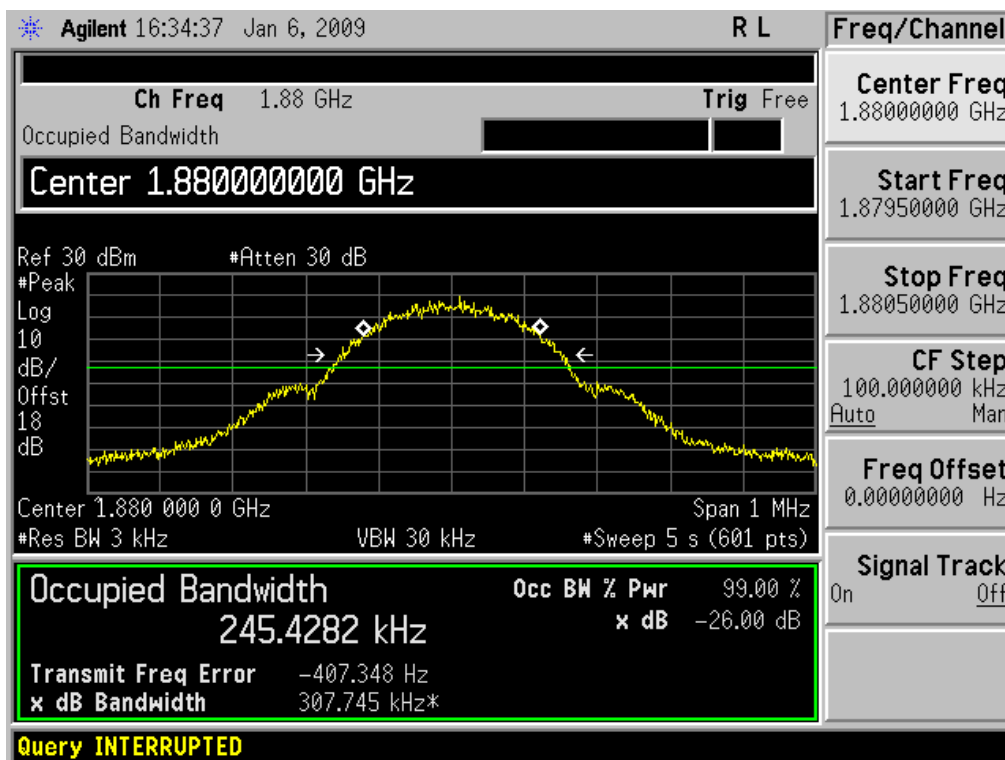 Agilent 16:34:37 Jan 6, 2009 R L
Freq/Channel
Ch Freq 1.88 GHz Trig Free
Occupied Bandwidth
Center 1.880000000 GHz
Ref 30 dBm #Atten 30 dB
#Peak
Log
10
dB/
Offst
18
dB
Center 1.880 000 0 GHz Span 1 MHz
#Res BW 3 kHz VBW 30 kHz #Sweep 5 s (601 pts)
Occupied Bandwidth
245.4282 kHz
Occ BW % Pwr 99.00 %
x dB -26.00 dB
Transmit Freq Error -407.348 Hz
x dB Bandwidth 307.745 kHz*
Query INTERRUPTED
Center Freq
1.88000000 GHz
Start Freq
1.87950000 GHz
Stop Freq
1.88050000 GHz
CF Step
100.000000 kHz
Auto Man
Freq Offset
0.00000000 Hz
Signal Track
On Off